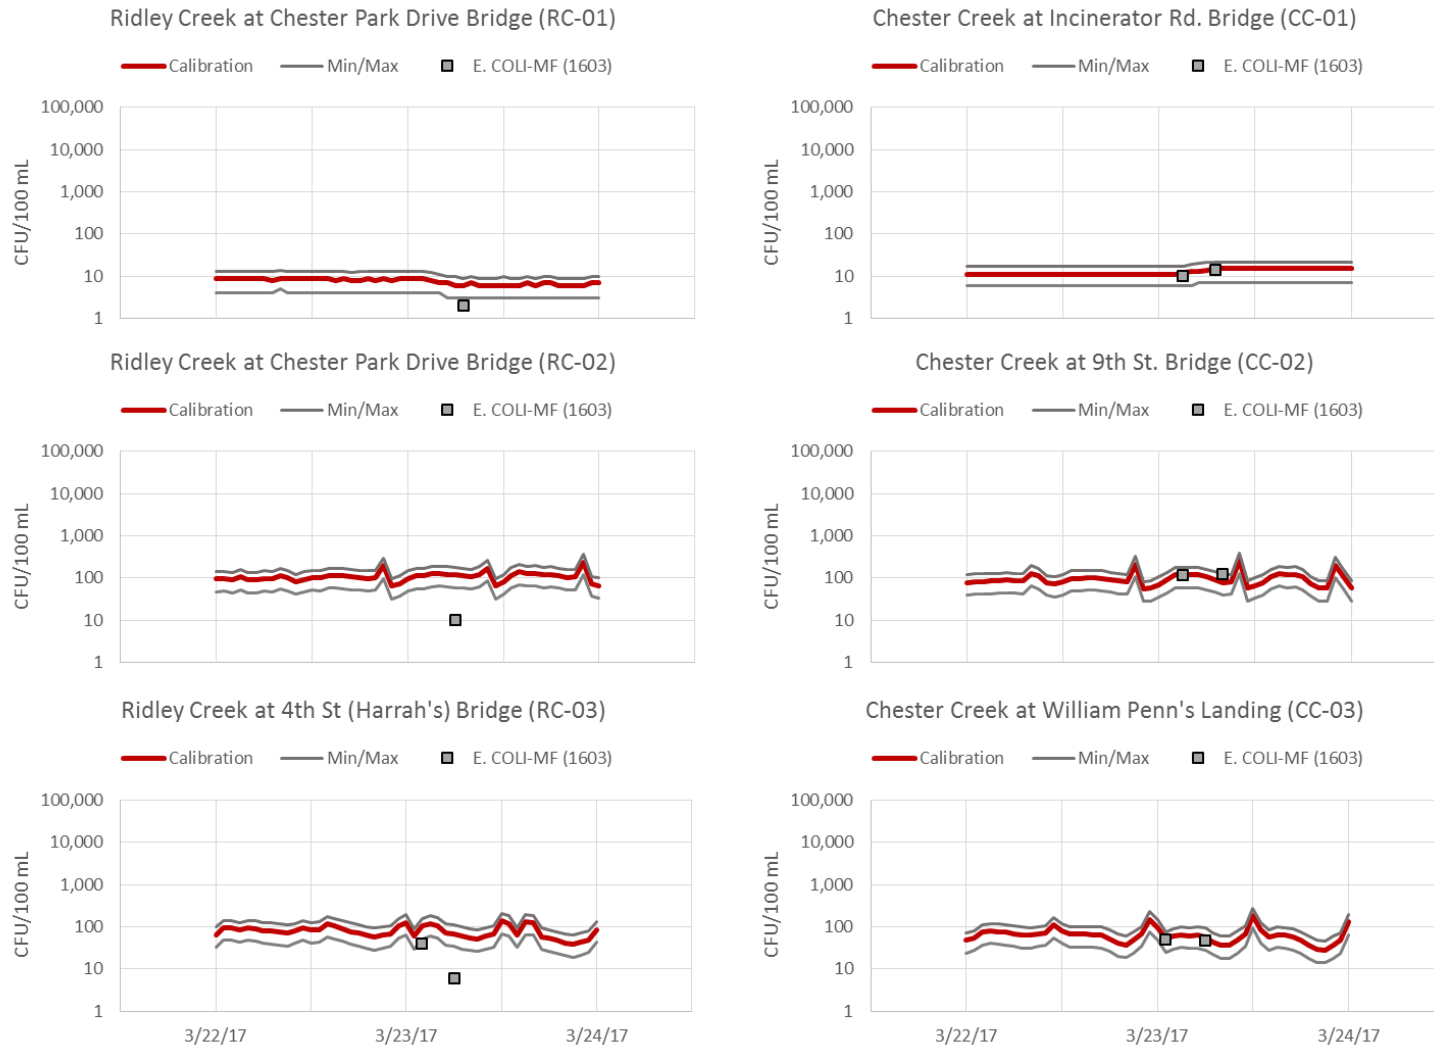 Ridley Creek at Chester Park Drive Bridge (RC-01)
Calibration Min/Max E. COLI-MF (1603)
CFU/100 mL
100,000
10,000
1,000
100
10
1
Chester Creek at Incinerator Rd. Bridge (CC-01)
Calibration Min/Max E. COLI-MF (1603)
CFU/100 mL
100,000
10,000
1,000
100
10
1
Ridley Creek at Chester Park Drive Bridge (RC-02)
Calibration Min/Max E. COLI-MF (1603)
CFU/100 mL
100,000
10,000
1,000
100
10
1
Chester Creek at 9th St. Bridge (CC-02)
Calibration Min/Max E. COLI-MF (1603)
CFU/100 mL
100,000
10,000
1,000
100
10
1
Ridley Creek at 4th St (Harrah's) Bridge (RC-03)
Calibration Min/Max E. COLI-MF (1603)
CFU/100 mL
100,000
10,000
1,000
100
10
1
3/22/17 3/23/17 3/24/17
Chester Creek at William Penn's Landing (CC-03)
Calibration Min/Max E. COLI-MF (1603)
CFU/100 mL
100,000
10,000
1,000
100
10
1
3/22/17 3/23/17 3/24/17